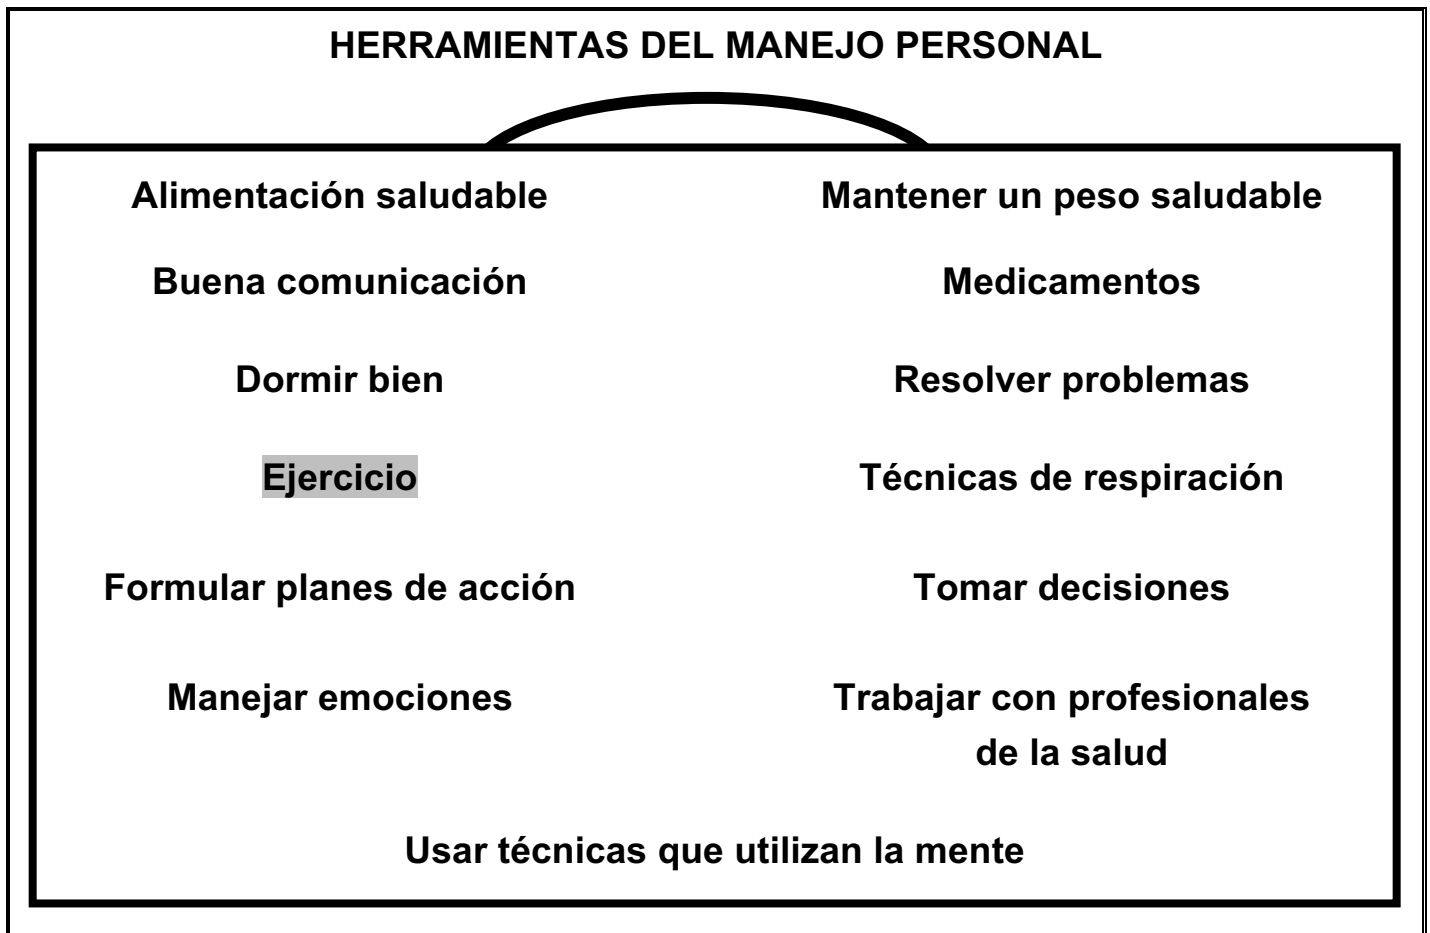 HERRAMIENTAS DEL MANEJO PERSONAL
Alimentación saludable
Mantener un peso saludable
Buena comunicación
Medicamentos
Dormir bien
Resolver problemas
Ejercicio
Técnicas de respiración
Formular planes de acción
Tomar decisiones
Manejar emociones
Trabajar con profesionales
de la salud
Usar técnicas que utilizan la mente